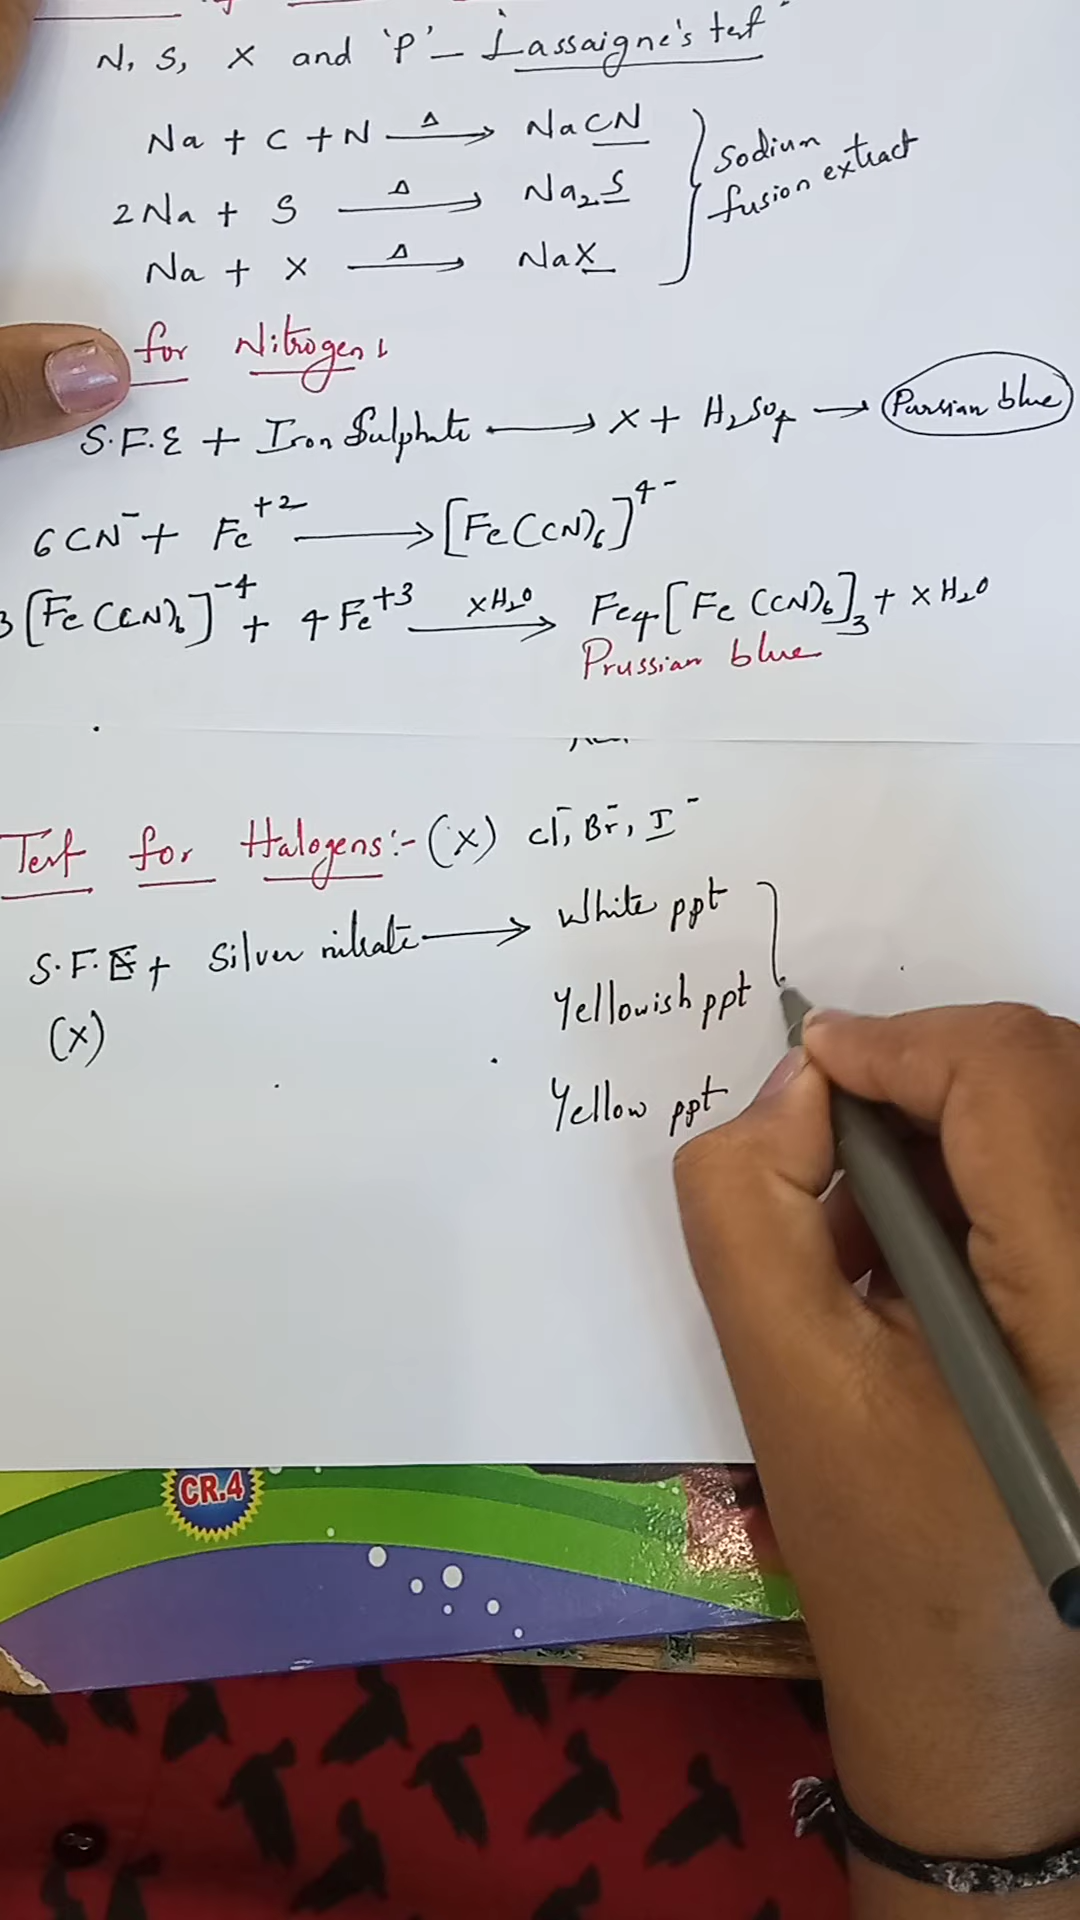 N, S, X and 'P' – Lassaigne's test
Na + C + N —Δ→ NaCN
2Na + S —Δ→ Na₂S
Na + X —Δ→ NaX
Sodium
fusion extract
for Nitrogen
S.F.E + Iron Sulphate ⟶ X + H₂SO₄ → Parsian blue
6CN⁻ + Fe⁺² ⟶ [Fe(CN)₆]⁴⁻
3[Fe(CN)₆]⁻⁴ + 4Fe⁺³ —xH₂O→ Fe₄[Fe(CN)₆]₃ + xH₂O
Prussian blue
Test for Halogens:- (X) Cl⁻, Br⁻, I⁻
S.F.E + Silver nitrate ⟶ White ppt
(X)
Yellowish ppt
Yellow ppt
CR.4